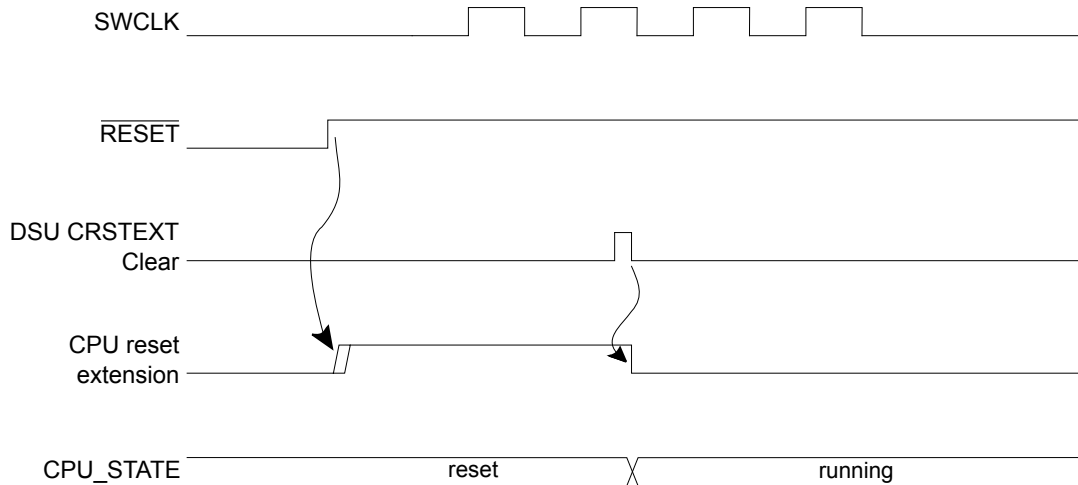 SWCLK
RESET
DSU CRSTEXT
Clear
CPU reset
extension
CPU_STATE reset running